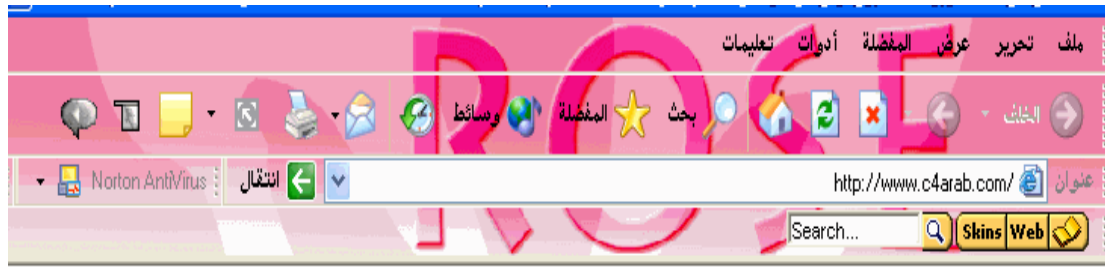 ROSE
ملف تحرير عرض المفضلة أدوات تعليمات
الخلف بحث المفضلة وسائط
عنوان http://www.c4arab.com/ انتقال Norton AntiVirus
Web Skins Search...